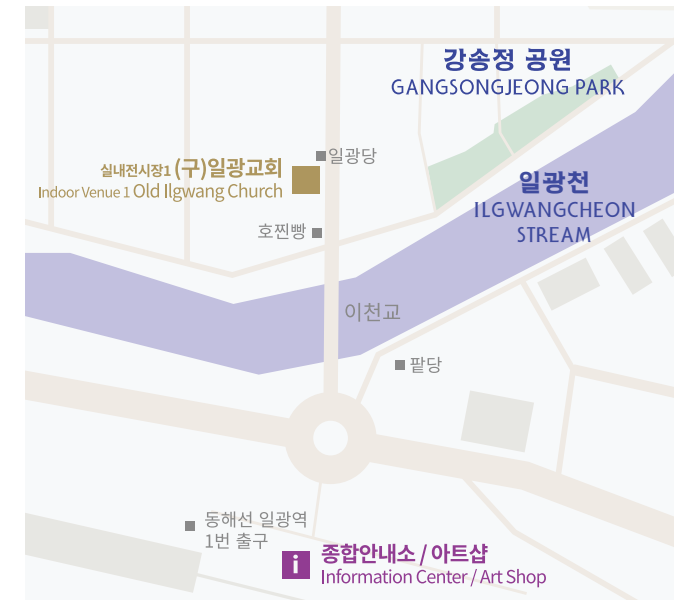 강송정 공원
GANGSONGJEONG PARK
일광당
실내전시장1 (구)일광교회
Indoor Venue 1 Old Ilgwang Church
일광천
ILGWANGCHEON
STREAM
호찐빵
이천교
팥당
동해선 일광역
1번 출구
i
종합안내소 / 아트샵
Information Center / Art Shop